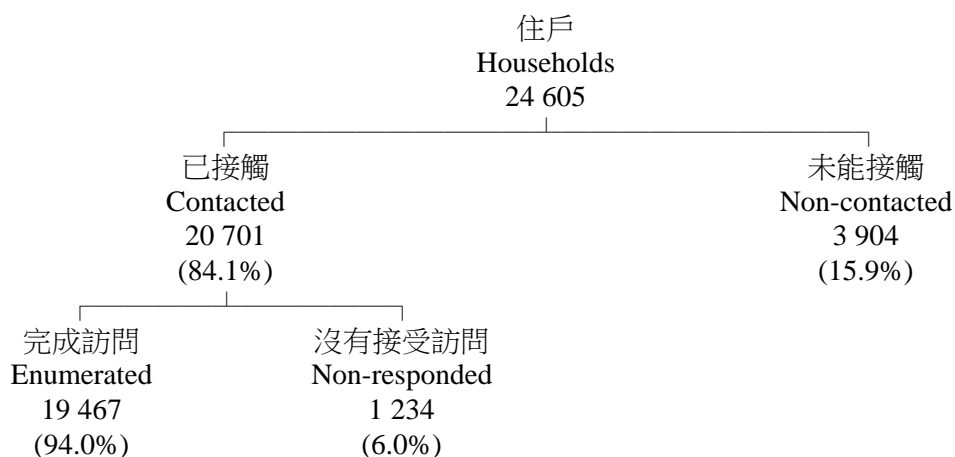 住戶
Households
24 605
已接觸
Contacted
20 701
(84.1%)
未能接觸
Non-contacted
3 904
(15.9%)
完成訪問
Enumerated
19 467
(94.0%)
沒有接受訪問
Non-responded
1 234
(6.0%)